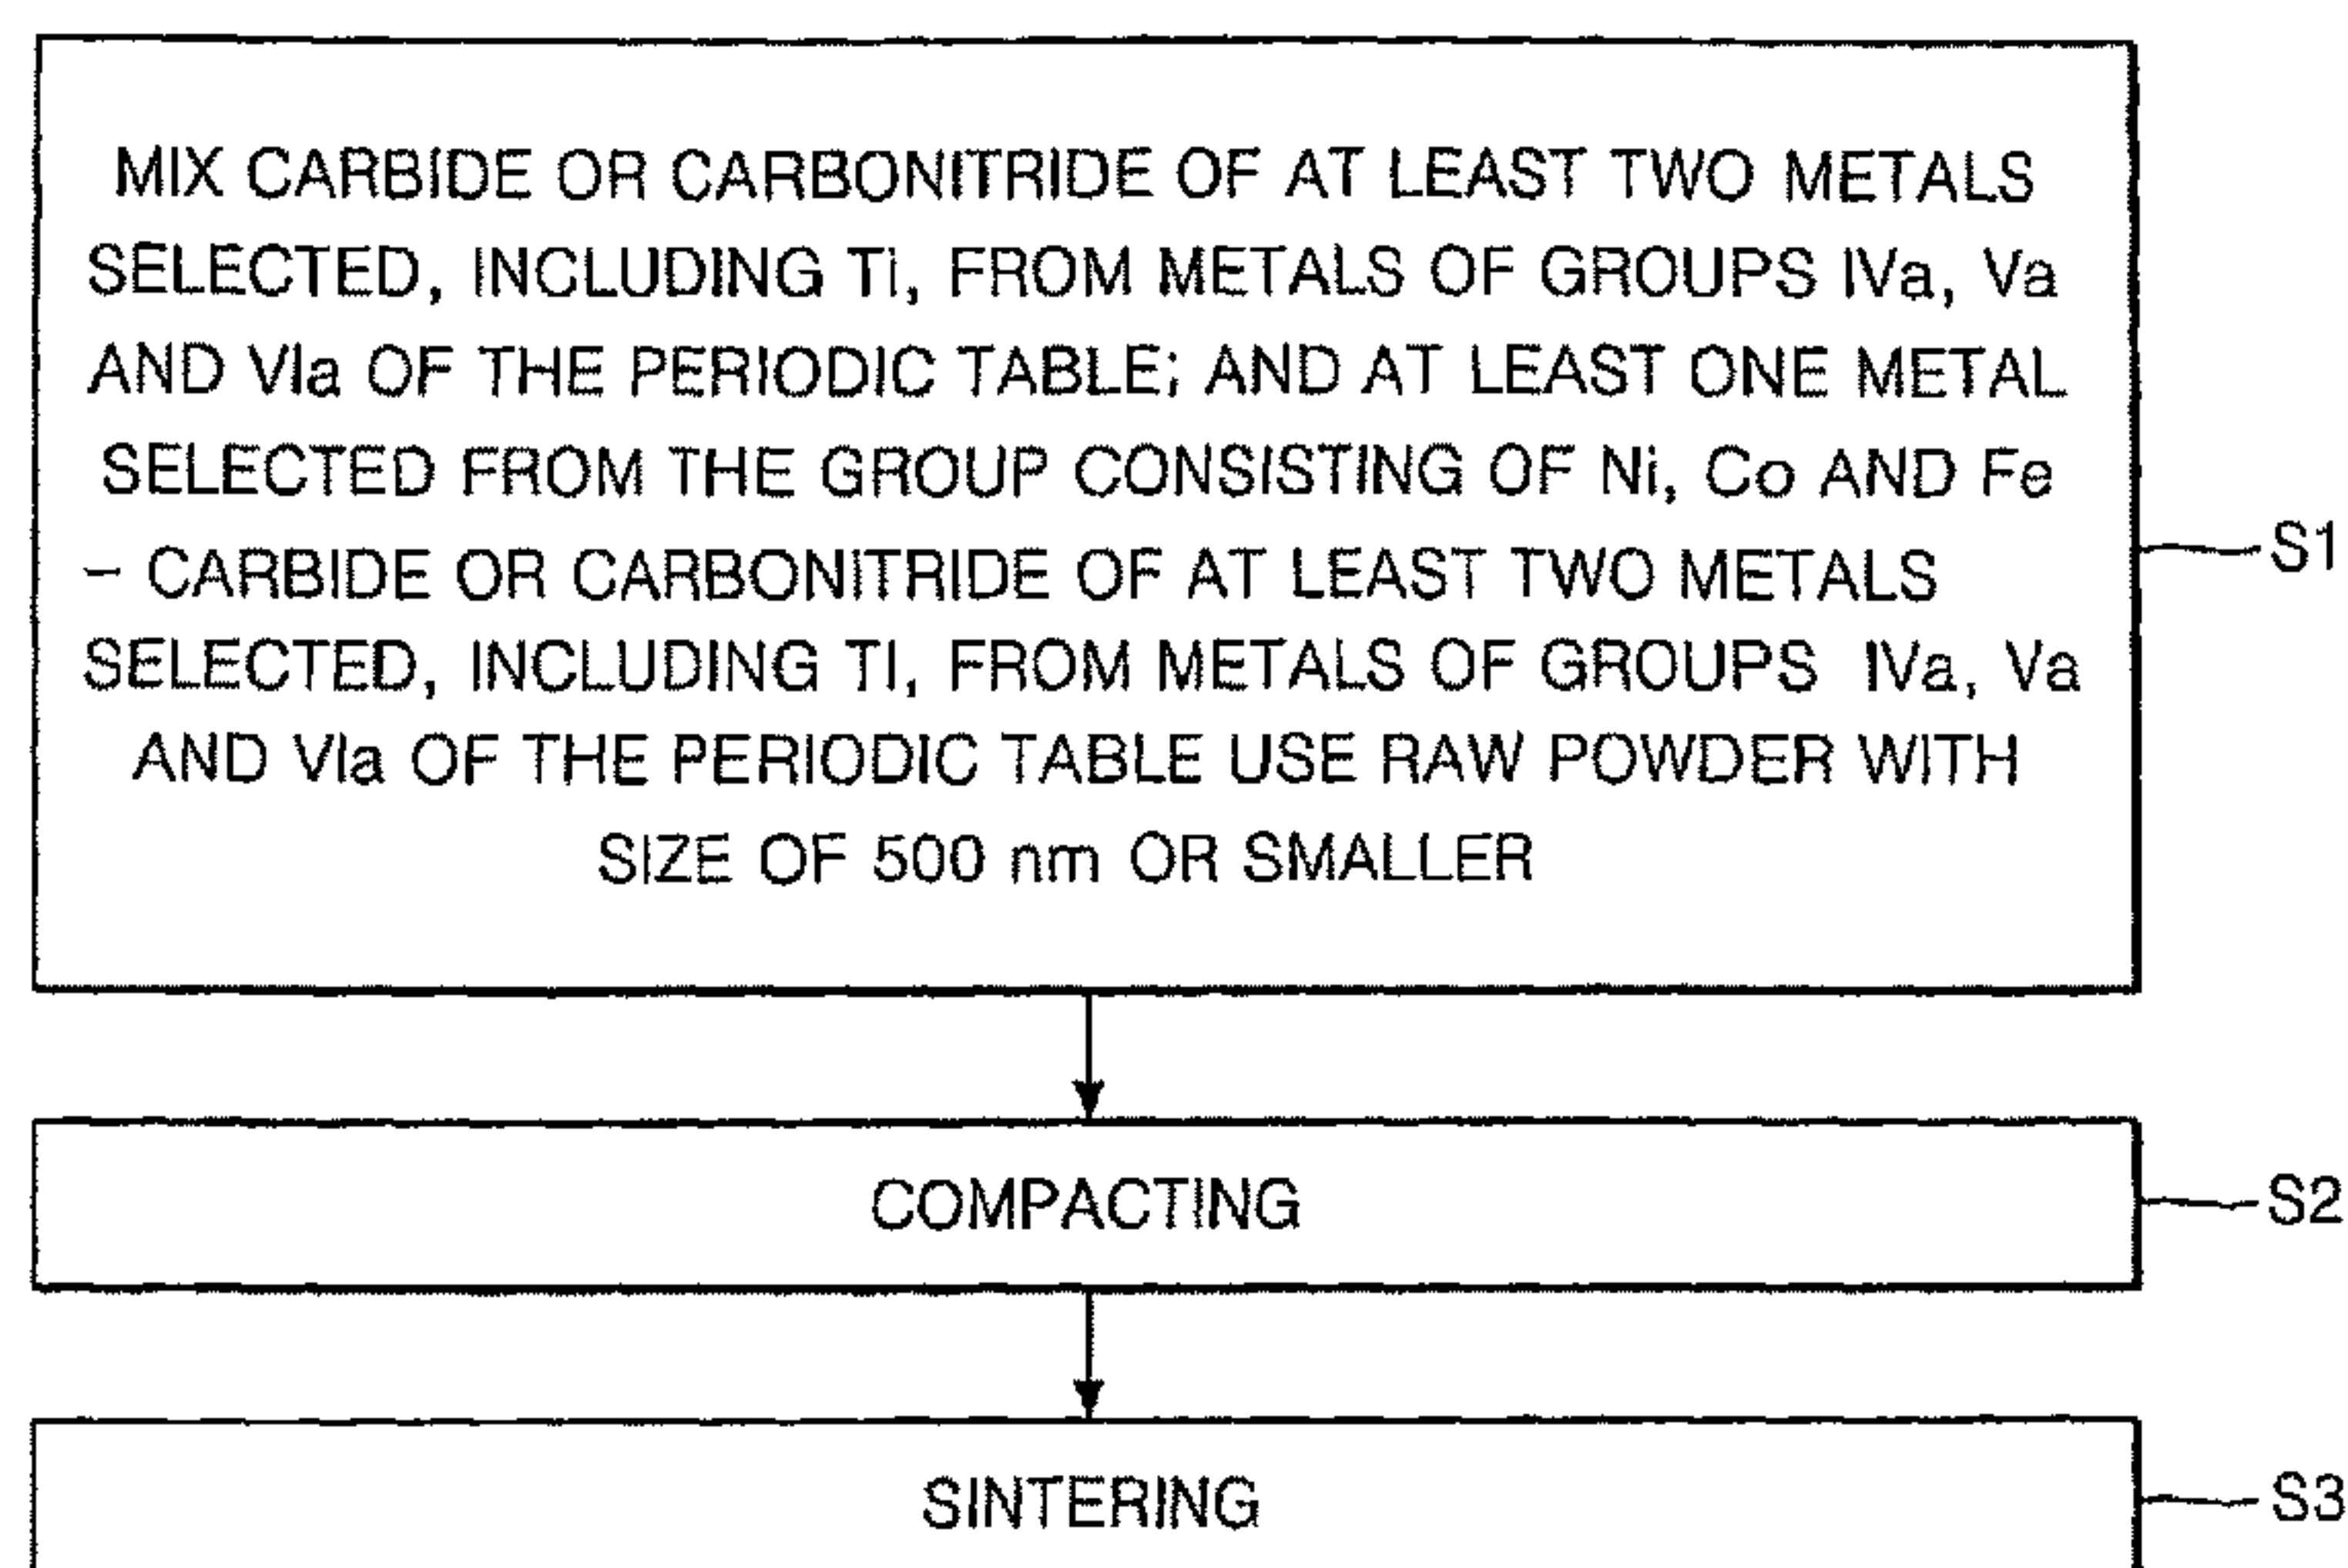 MIX CARBIDE OR CARBONITRIDE OF AT LEAST TWO METALS
SELECTED, INCLUDING Ti, FROM METALS OF GROUPS IVa, Va
AND VIa OF THE PERIODIC TABLE; AND AT LEAST ONE METAL
SELECTED FROM THE GROUP CONSISTING OF Ni, Co AND Fe
– CARBIDE OR CARBONITRIDE OF AT LEAST TWO METALS
SELECTED, INCLUDING TI, FROM METALS OF GROUPS IVa, Va
AND VIa OF THE PERIODIC TABLE USE RAW POWDER WITH
SIZE OF 500 nm OR SMALLER
S1
COMPACTING
S2
SINTERING
S3